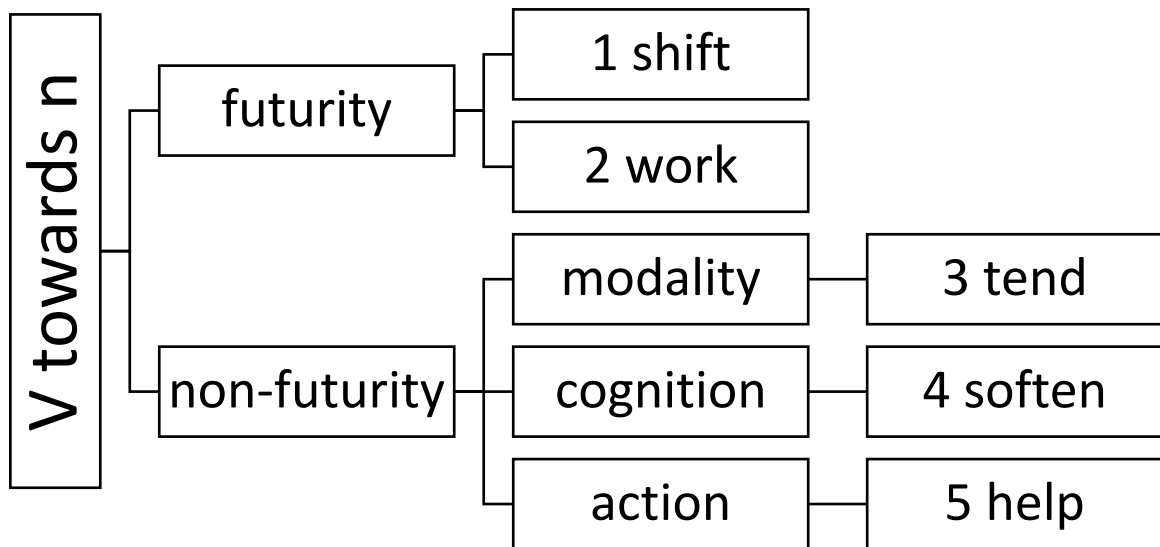 V towards n
futurity
1 shift
2 work
non-futurity
modality
3 tend
cognition
4 soften
action
5 help